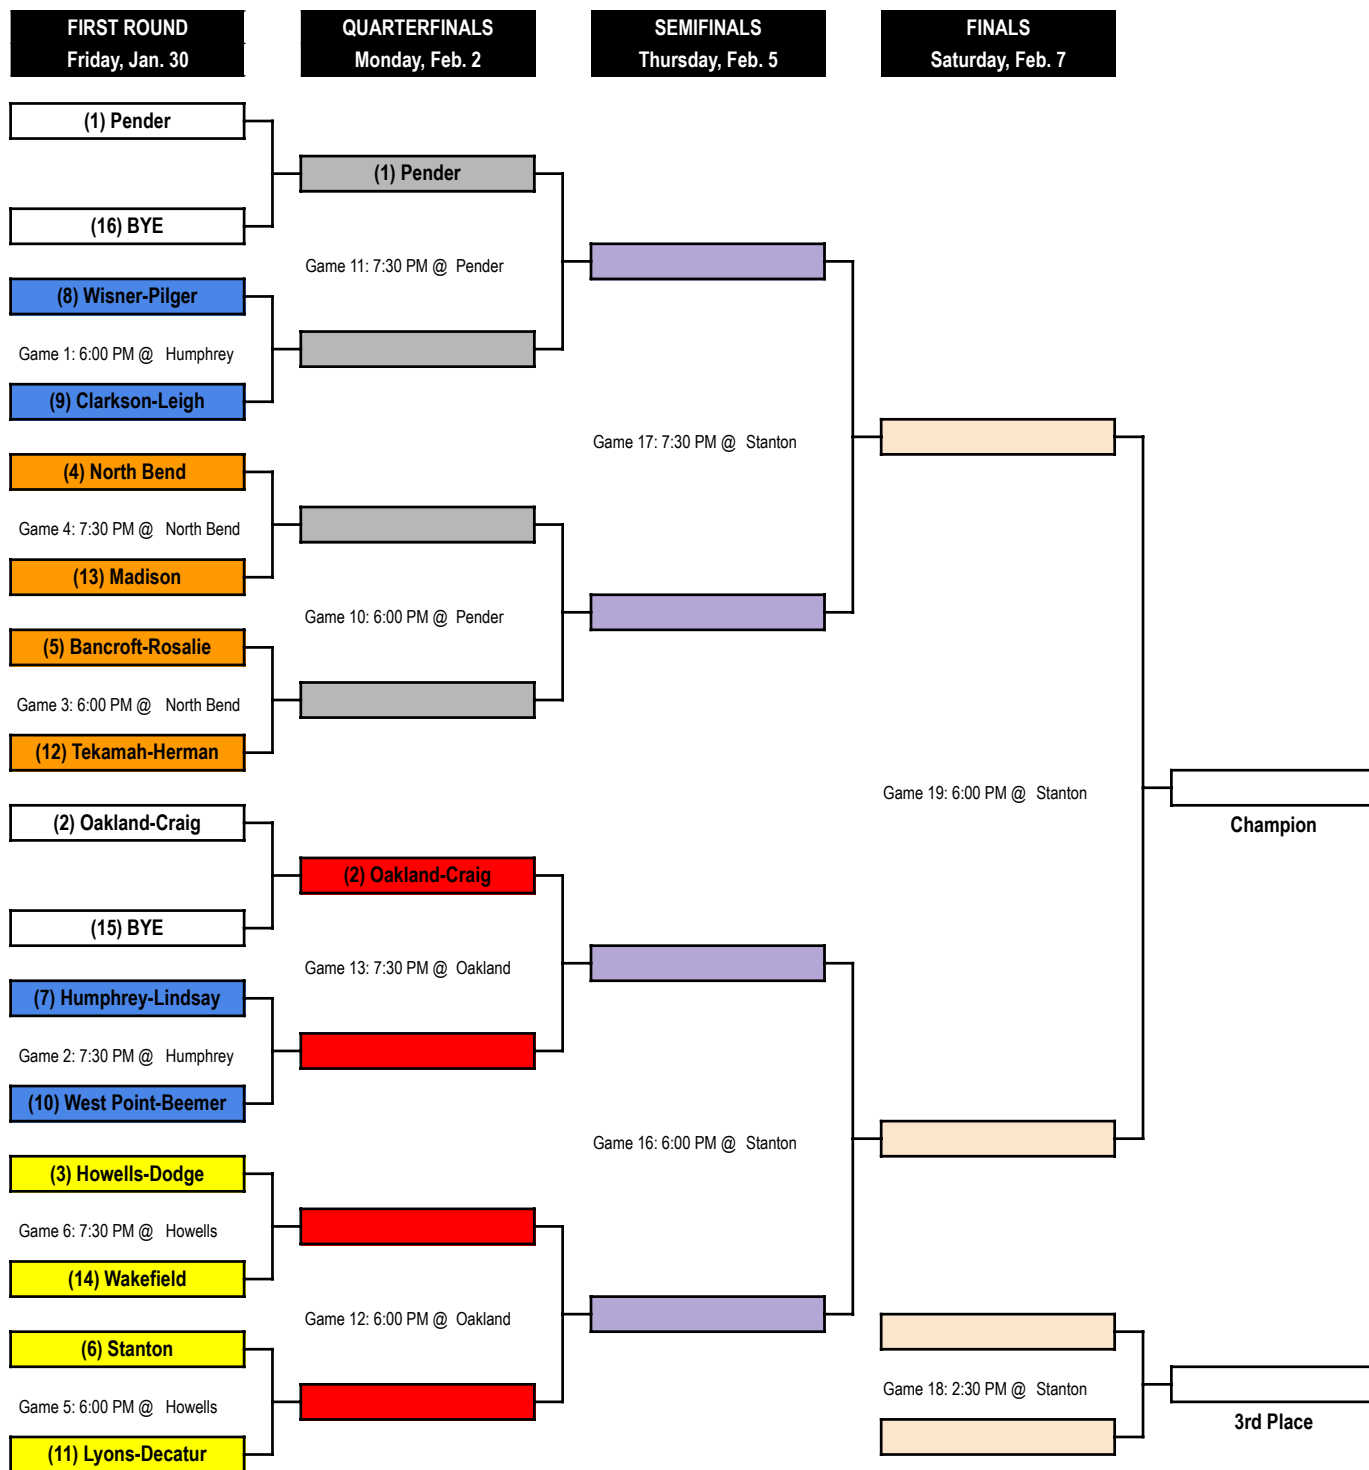 FIRST ROUND
Friday, Jan. 30
QUARTERFINALS
Monday, Feb. 2
SEMIFINALS
Thursday, Feb. 5
FINALS
Saturday, Feb. 7
(1) Pender
(1) Pender
(16) BYE
Game 11: 7:30 PM @ Pender
(8) Wisner-Pilger
Game 1: 6:00 PM @ Humphrey
(9) Clarkson-Leigh
Game 17: 7:30 PM @ Stanton
(4) North Bend
Game 4: 7:30 PM @ North Bend
(13) Madison
Game 10: 6:00 PM @ Pender
(5) Bancroft-Rosalie
Game 3: 6:00 PM @ North Bend
(12) Tekamah-Herman
Game 19: 6:00 PM @ Stanton
Champion
(2) Oakland-Craig
(2) Oakland-Craig
(15) BYE
Game 13: 7:30 PM @ Oakland
(7) Humphrey-Lindsay
Game 2: 7:30 PM @ Humphrey
(10) West Point-Beemer
Game 16: 6:00 PM @ Stanton
(3) Howells-Dodge
Game 6: 7:30 PM @ Howells
(14) Wakefield
Game 12: 6:00 PM @ Oakland
(6) Stanton
Game 5: 6:00 PM @ Howells
Game 18: 2:30 PM @ Stanton
3rd Place
(11) Lyons-Decatur